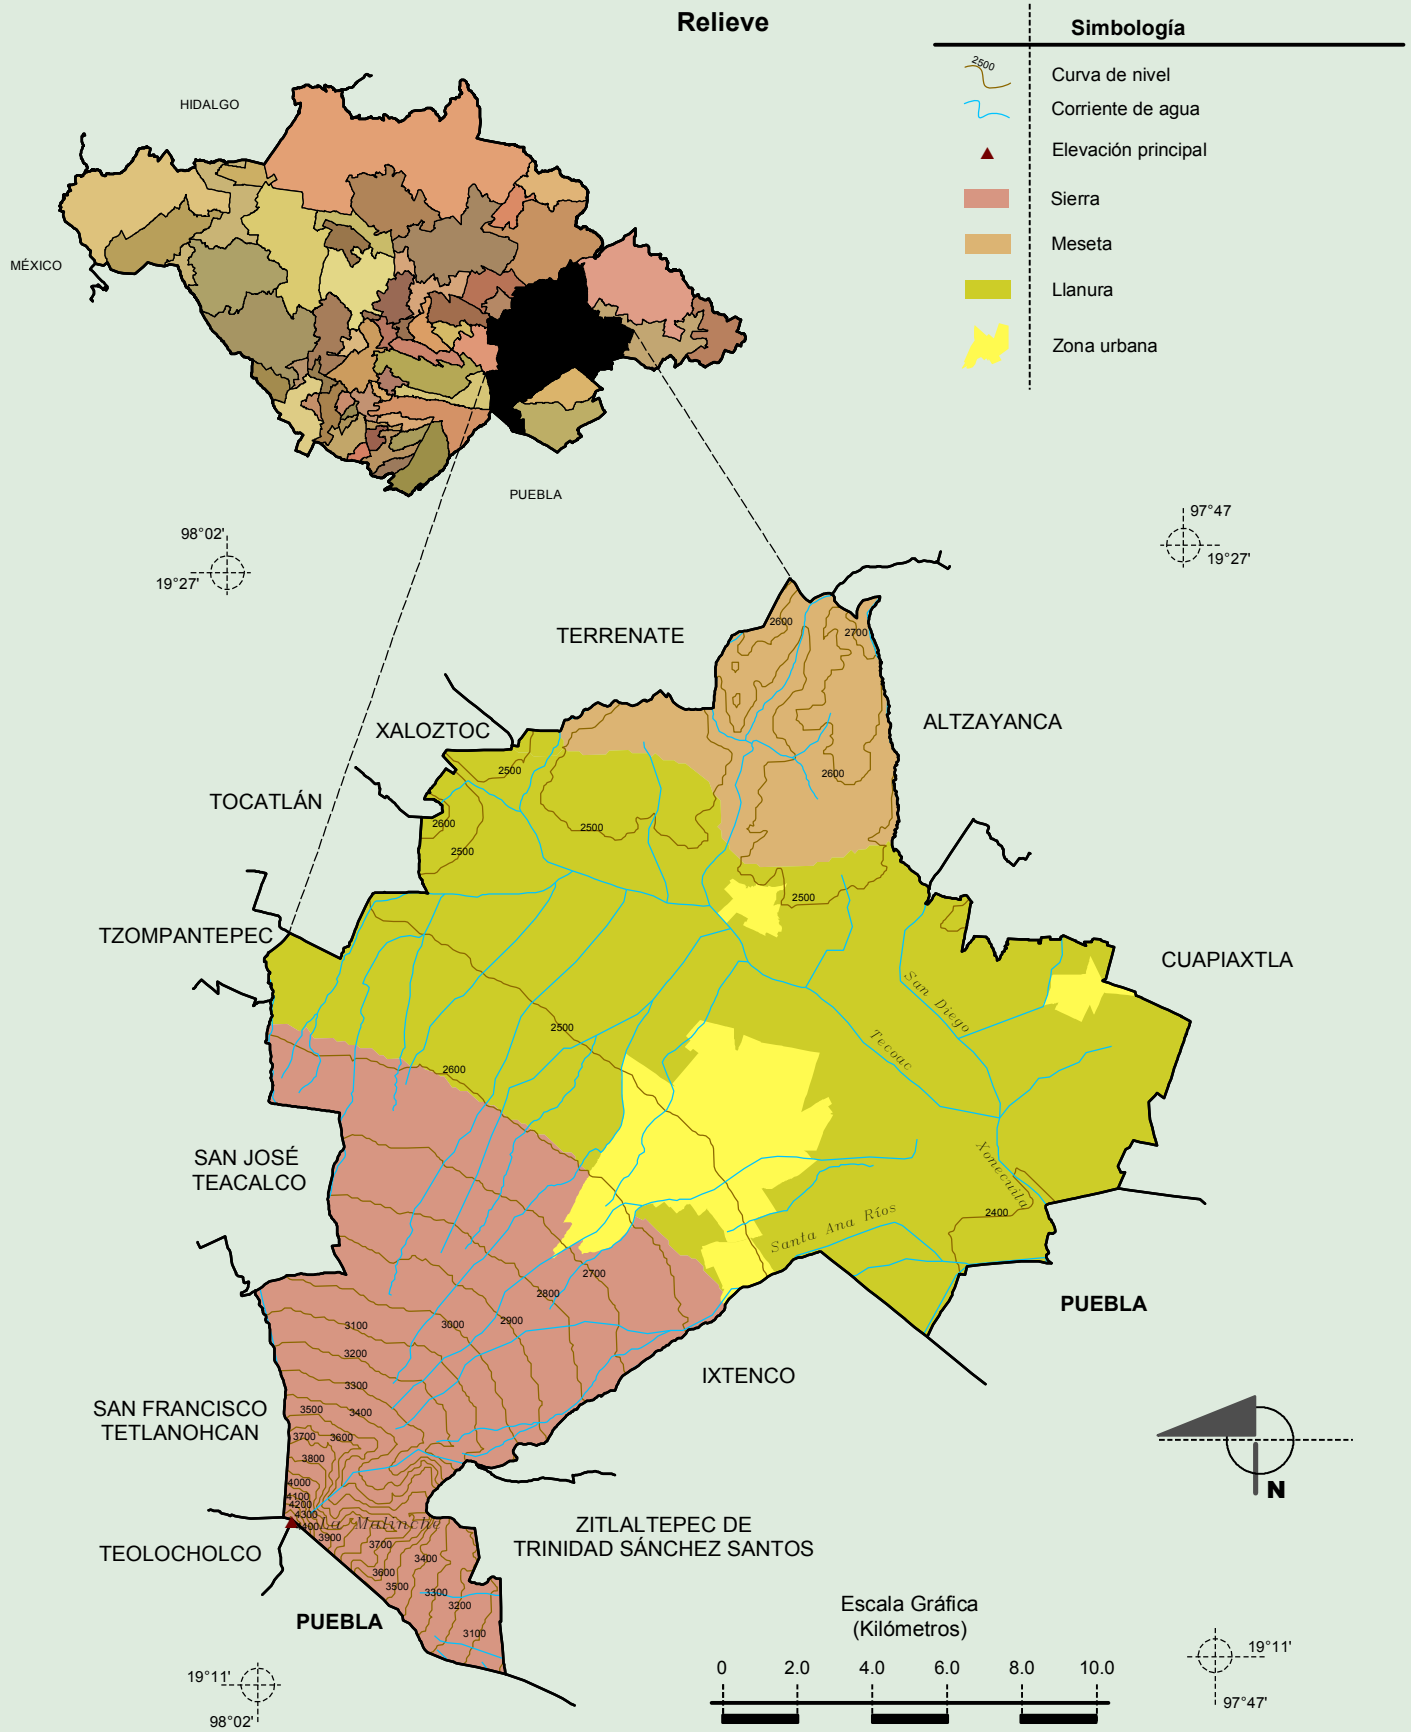 Relieve
Simbología
2500
Curva de nivel
Corriente de agua
Elevación principal
Sierra
Meseta
Llanura
Zona urbana
HIDALGO
MÉXICO
PUEBLA
98°02'
19°27'
97°47
19°27'
TERRENATE
XALOZTOC
ALTZAYANCA
TOCATLÁN
TZOMPANTEPEC
CUAPIAXTLA
SAN JOSÉ
TEACALCO
SAN FRANCISCO
TETLANOHCAN
TEOLOCHOLCO
PUEBLA
IXTENCO
ZITLALTEPEC DE
TRINIDAD SÁNCHEZ SANTOS
PUEBLA
2600
2700
2500
2600
2600
2500
2500
2500
San Diego
Tecoac
2500
2600
Xonecuila
Santa Ana Ríos
2400
2700
2800
2900
3000
3100
3200
3300
3400
3500
3600
3700
3800
4000
4100
4200
4300
La Malinche
3900
3700
3600
3500
3400
3300
3200
3100
N
Escala Gráfica
(Kilómetros)
0 2.0 4.0 6.0 8.0 10.0
19°11'
98°02'
19°11'
97°47'